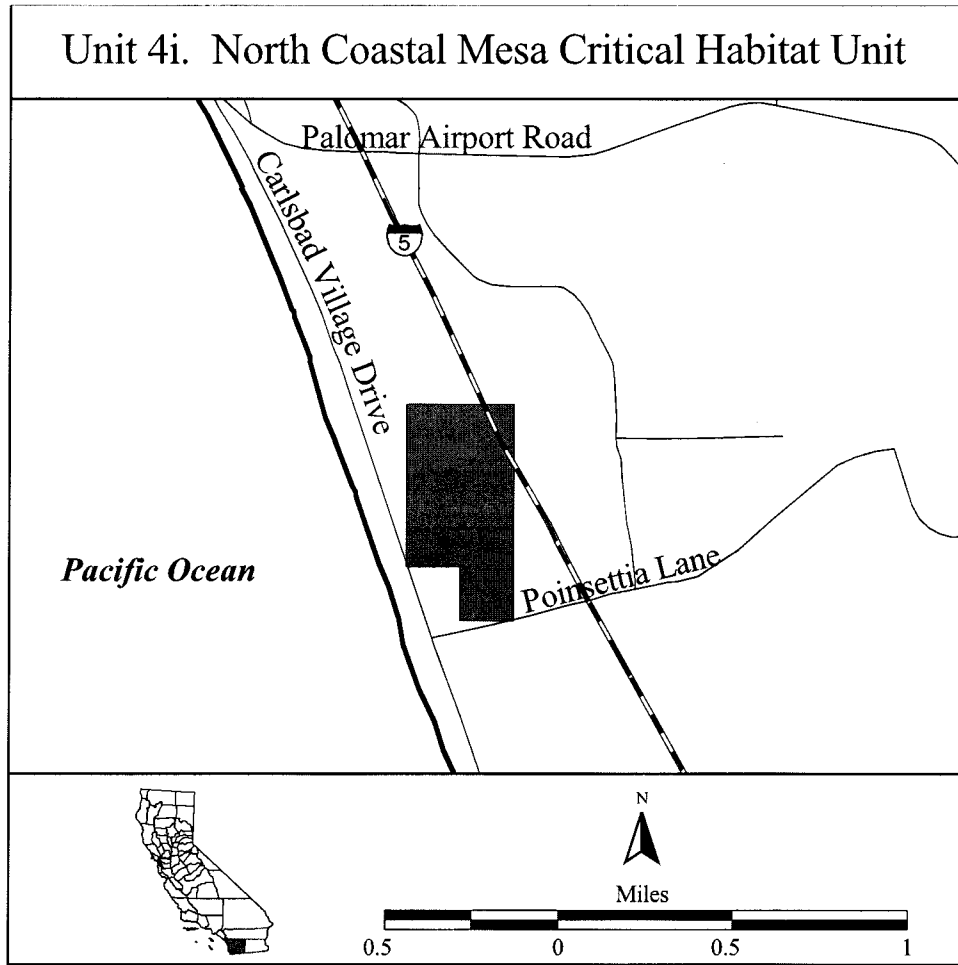 Unit 4i. North Coastal Mesa Critical Habitat Unit
Palomar Airport Road
Carlsbad Village Drive
5
Pacific Ocean
Poinsettia Lane
N
Miles
0.5 0 0.5 1